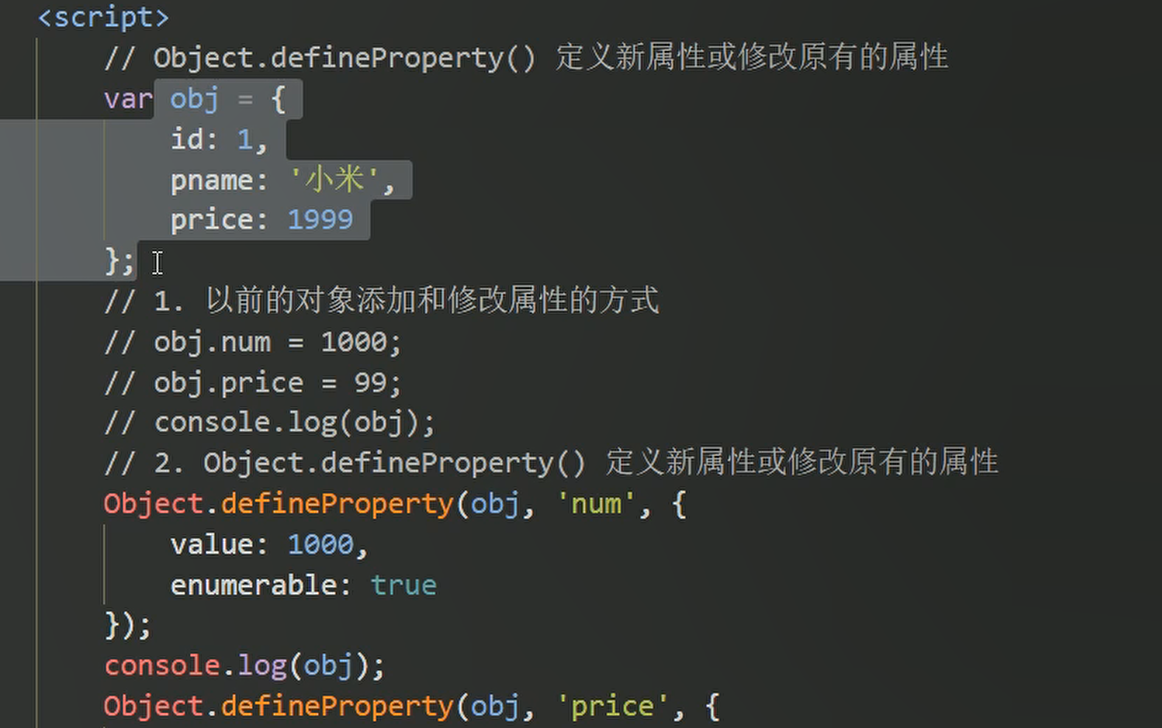 <script>
// Object.defineProperty() 定义新属性或修改原有的属性
var obj = {
id: 1,
pname: '小米',
price: 1999
};
// 1. 以前的对象添加和修改属性的方式
// obj.num = 1000;
// obj.price = 99;
// console.log(obj);
// 2. Object.defineProperty() 定义新属性或修改原有的属性
Object.defineProperty(obj, 'num', {
value: 1000,
enumerable: true
});
console.log(obj);
Object.defineProperty(obj, 'price', {